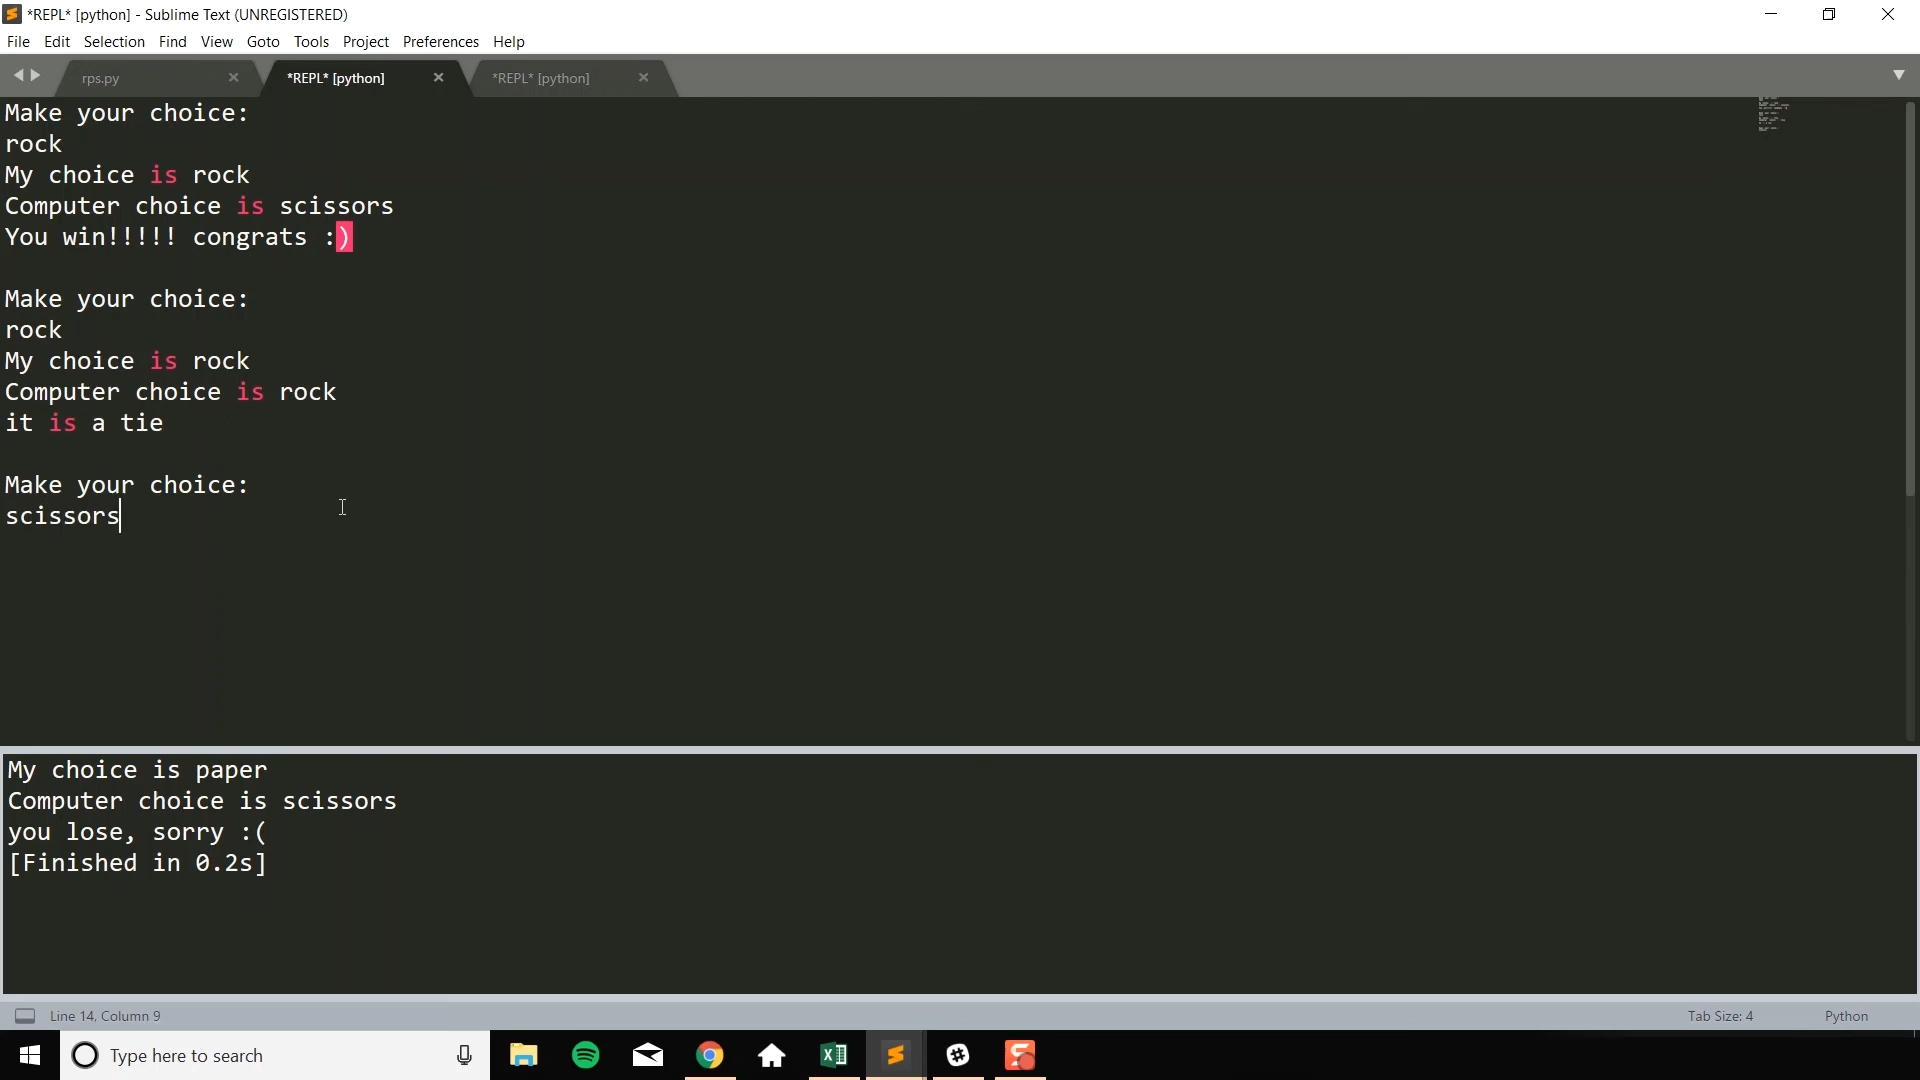 *REPL* [python] - Sublime Text (UNREGISTERED)
File Edit Selection Find View Goto Tools Project Preferences Help
rps.py *REPL* [python] *REPL* [python]
Make your choice:
rock
My choice is rock
Computer choice is scissors
You win!!!!! congrats :)
Make your choice:
rock
My choice is rock
Computer choice is rock
it is a tie
Make your choice:
scissors
My choice is paper
Computer choice is scissors
you lose, sorry :(
[Finished in 0.2s]
Line 14, Column 9 Tab Size: 4 Python
Type here to search